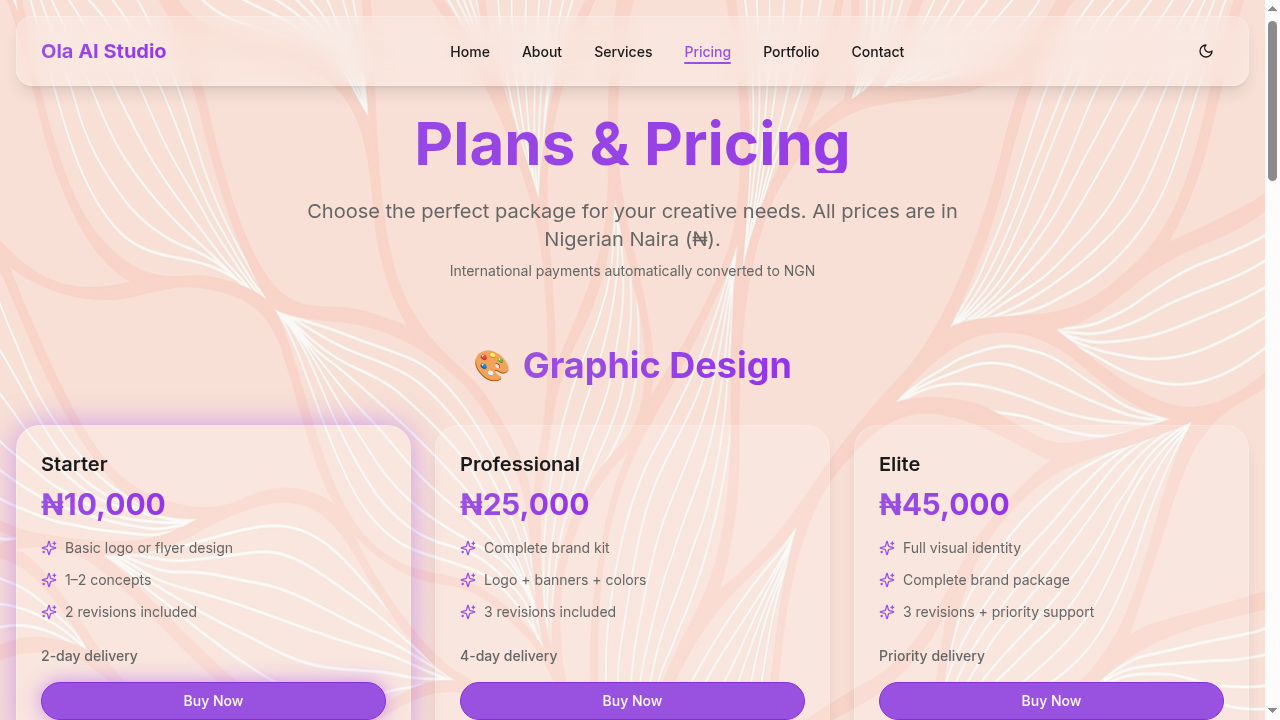 Ola AI Studio
Home
About
Services
Pricing
Portfolio
Contact
Plans & Pricing
Choose the perfect package for your creative needs. All prices are in
Nigerian Naira (₦).
International payments automatically converted to NGN
🎨 Graphic Design
Starter
₦10,000
Basic logo or flyer design
1–2 concepts
2 revisions included
2-day delivery
Buy Now
Professional
₦25,000
Complete brand kit
Logo + banners + colors
3 revisions included
4-day delivery
Buy Now
Elite
₦45,000
Full visual identity
Complete brand package
3 revisions + priority support
Priority delivery
Buy Now